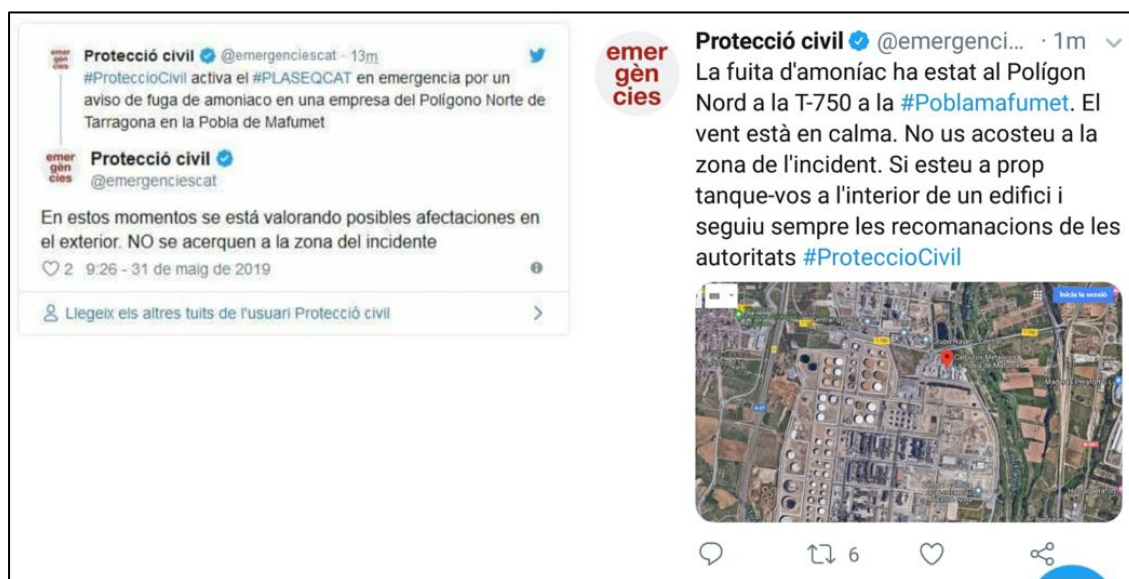 emer
gèn
cies
Protecció civil @emergenciescat · 13m
#ProteccioCivil activa el #PLASEQCAT en emergencia por un
aviso de fuga de amoniaco en una empresa del Polígono Norte de
Tarragona en la Pobla de Mafumet
emer
gèn
cies
Protecció civil
@emergenciescat
En estos momentos se está valorando posibles afectaciones en
el exterior. NO se acerquen a la zona del incidente
2 9:26 - 31 de maig de 2019
Llegeix els altres tuits de l'usuari Protecció civil
emer
gèn
cies
Protecció civil @emergenci... · 1m
La fuita d'amoníac ha estat al Polígon
Nord a la T-750 a la #Poblamafumet. El
vent està en calma. No us acosteu a la
zona de l'incident. Si esteu a prop
tanque-vos a l'interior de un edifici i
seguiu sempre les recomanacions de les
autoritats #ProteccioCivil
Inicia la sessió
Carburos Metálicos
6